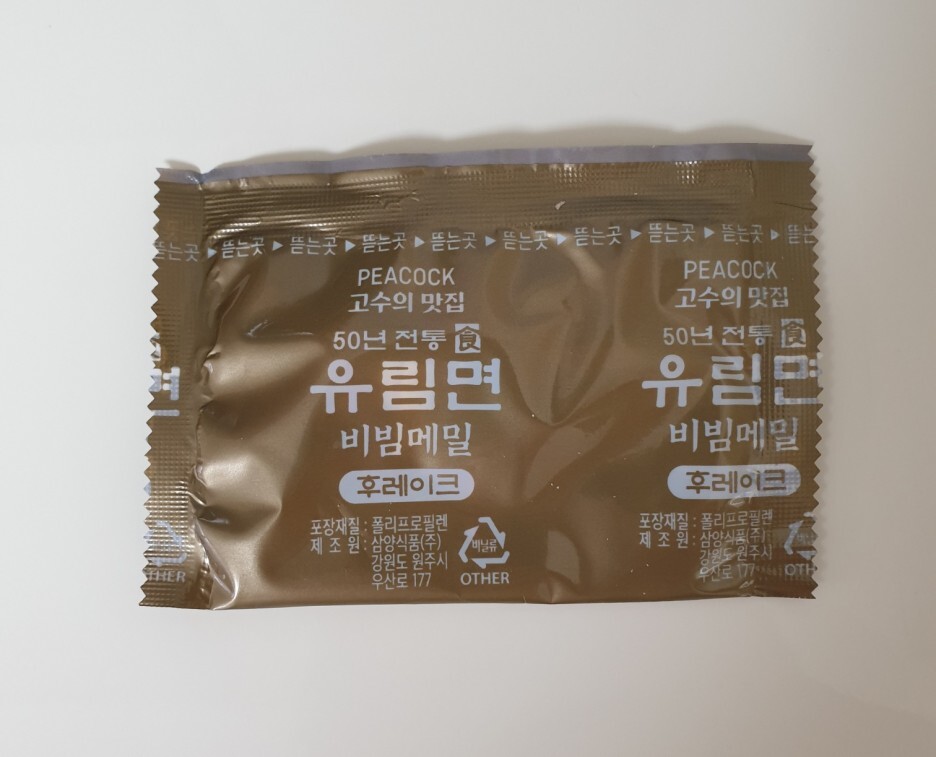 뜯는곳 ▶ 뜯는곳 ▶ 뜯는곳 ▶ 뜯는곳 ▶ 뜯는곳 ▶ 뜯는곳 ▶ 뜯는곳 ▶ 뜯는곳 ▶ 뜯는곳 ▶
PEACOCK
고수의 맛집
50년 전통 食
유림면
비빔메밀
후레이크
포장재질 : 폴리프로필렌
제 조 원 : 삼양식품(주)
강원도 원주시
우산로 177
비닐류
OTHER
PEACOCK
고수의 맛집
50년 전통 食
유림면
비빔메밀
후레이크
포장재질 : 폴리프로필렌
제 조 원 : 삼양식품(주)
강원도 원주시
우산로 177
OTHER
면
OTHER